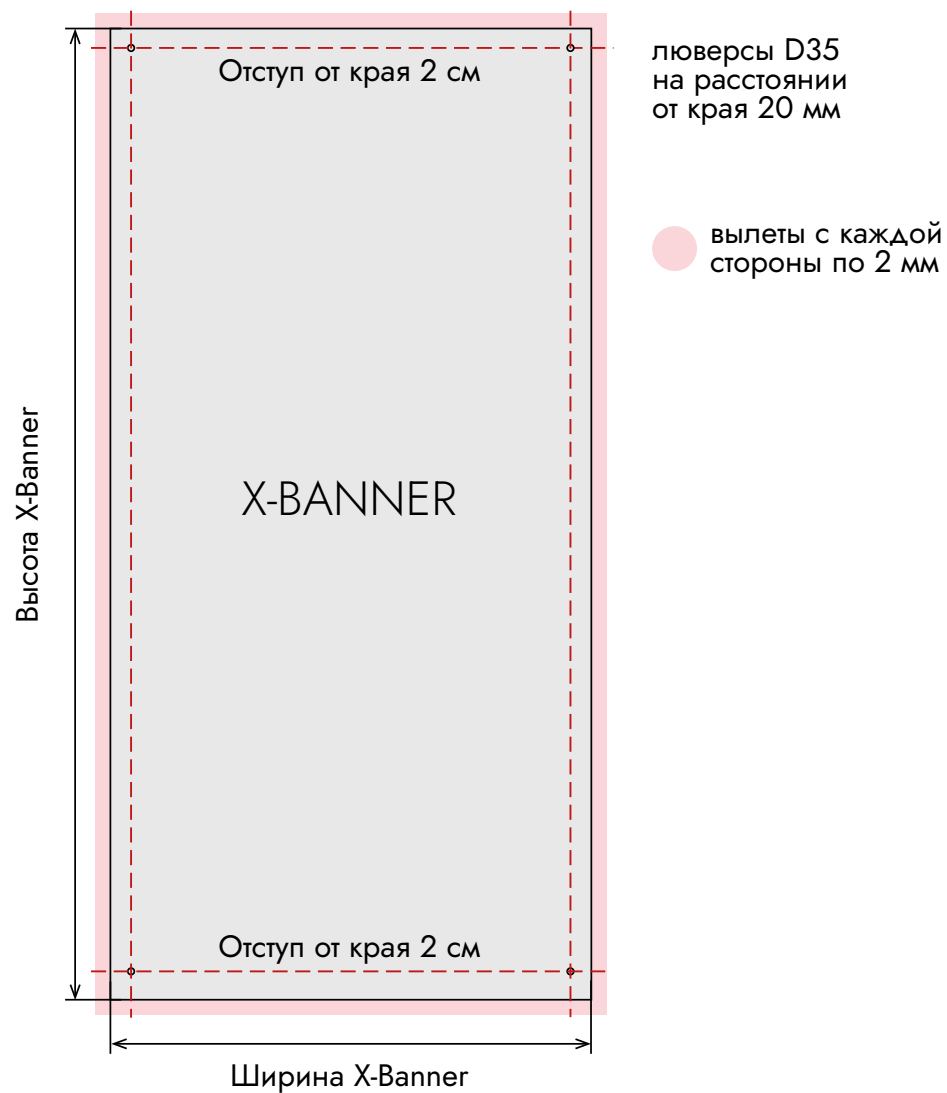 Отступ от края 2 см
люверсы D35
на расстоянии
от края 20 мм
вылеты с каждой
стороны по 2 мм
Высота X-Banner
X-BANNER
Отступ от края 2 см
Ширина X-Banner